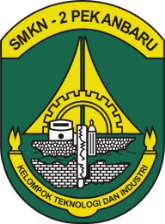 SMKN - 2 PEKANBARU
KELOMPOK TEKNOLOGI DAN INDUSTRI